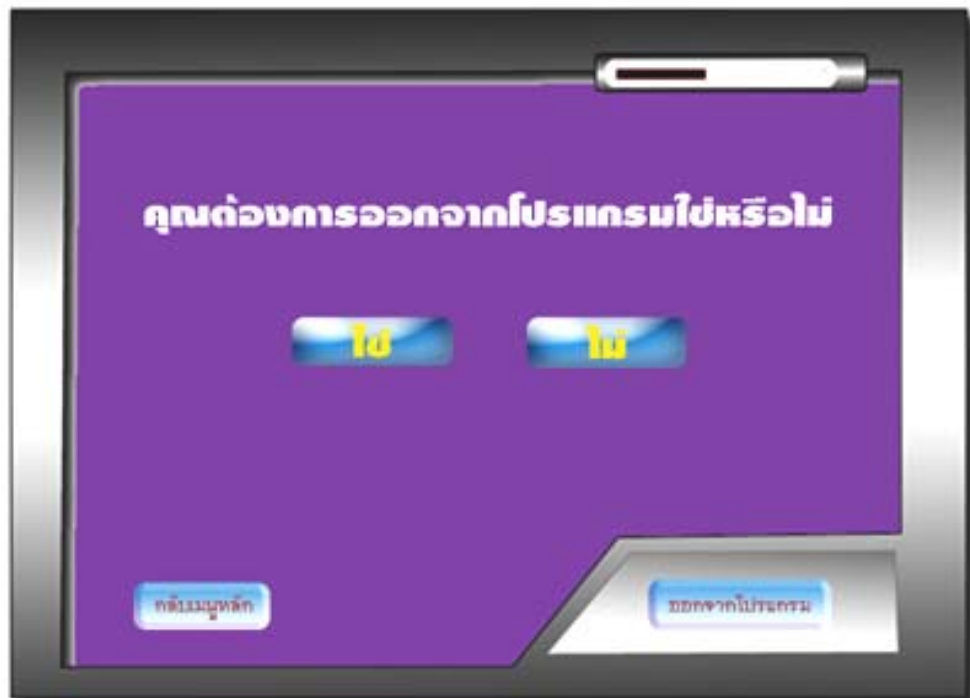 คุณต้องการออกจากโปรแกรมใช่หรือไม่
ใช่
ไม่
กลับเมนูหลัก
ออกจากโปรแกรม